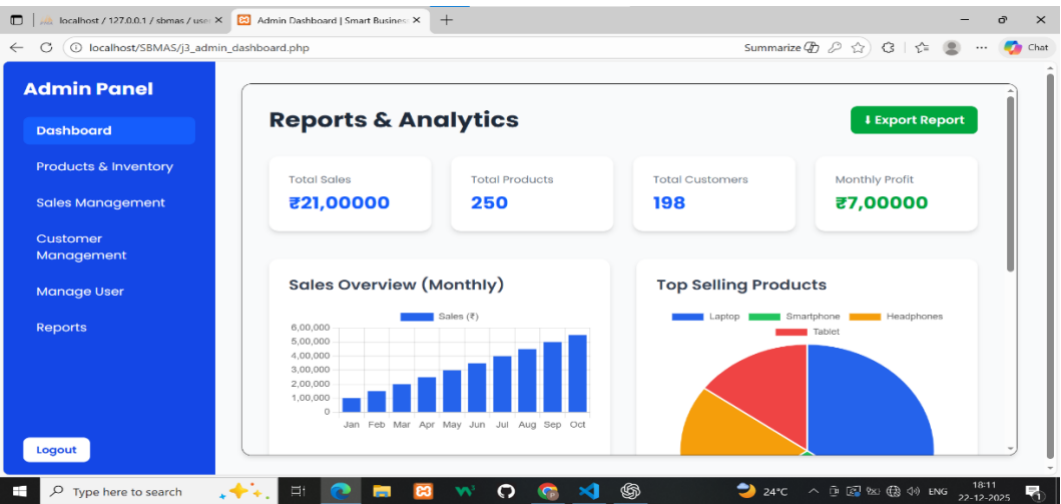 localhost / 127.0.0.1 / sbmas / use
Admin Dashboard | Smart Busines
localhost/SBMAS/j3_admin_dashboard.php
Summarize
Chat
Admin Panel
Dashboard
Products & Inventory
Sales Management
Customer
Management
Manage User
Reports
Logout
Reports & Analytics
⬇ Export Report
Total Sales
₹21,00000
Total Products
250
Total Customers
198
Monthly Profit
₹7,00000
Sales Overview (Monthly)
Sales (₹)
6,00,000
5,00,000
4,00,000
3,00,000
2,00,000
1,00,000
0
Jan Feb Mar Apr May Jun Jul Aug Sep Oct
Top Selling Products
Laptop Smartphone Headphones
Tablet
Type here to search
24°C
ENG
18:11
22-12-2025